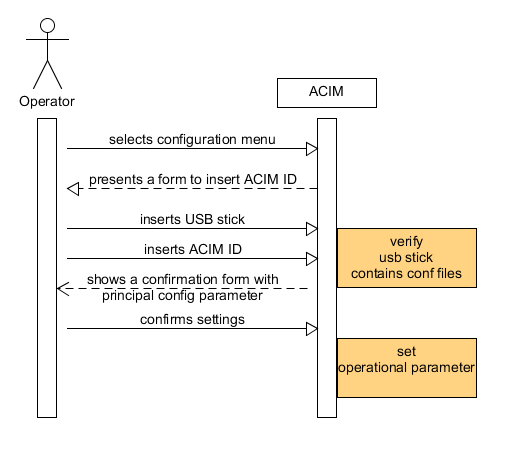 Operator
ACIM
selects configuration menu
presents a form to insert ACIM ID
inserts USB stick
inserts ACIM ID
verify
usb stick
contains conf files
shows a confirmation form with
principal config parameter
confirms settings
set
operational parameter